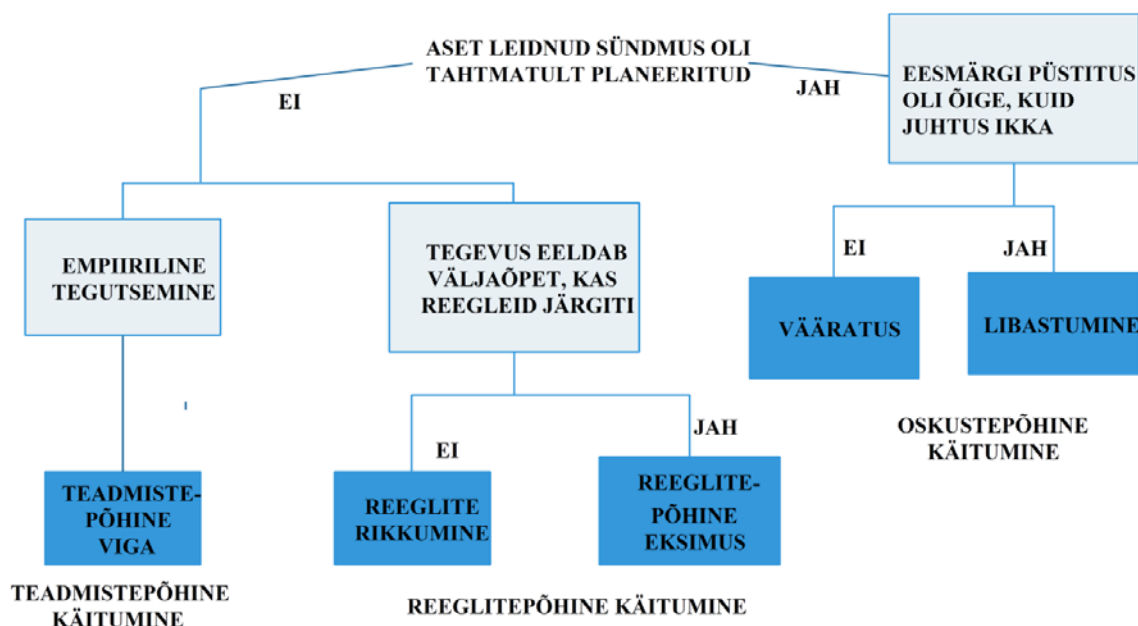 ASET LEIDNUD SÜNDMUS OLI
TAHTMATULT PLANEERITUD
EI
JAH
EESMÄRGI PÜSTITUS
OLI ÕIGE, KUID
JUHTUS IKKA
EMPIIRILINE
TEGUTSEMINE
TEGEVUS EELDAB
VÄLJAÕPET, KAS
REEGLEID JÄRGITI
EI
JAH
VÄÄRATUS
LIBASTUMINE
OSKUSTEPÕHINE
KÄITUMINE
EI
JAH
TEADMISTE-
PÕHINE
VIGA
REEGLITE
RIKKUMINE
REEGLITE-
PÕHINE
EKSIMUS
TEADMISTEPÕHINE
KÄITUMINE
REEGLITEPÕHINE KÄITUMINE